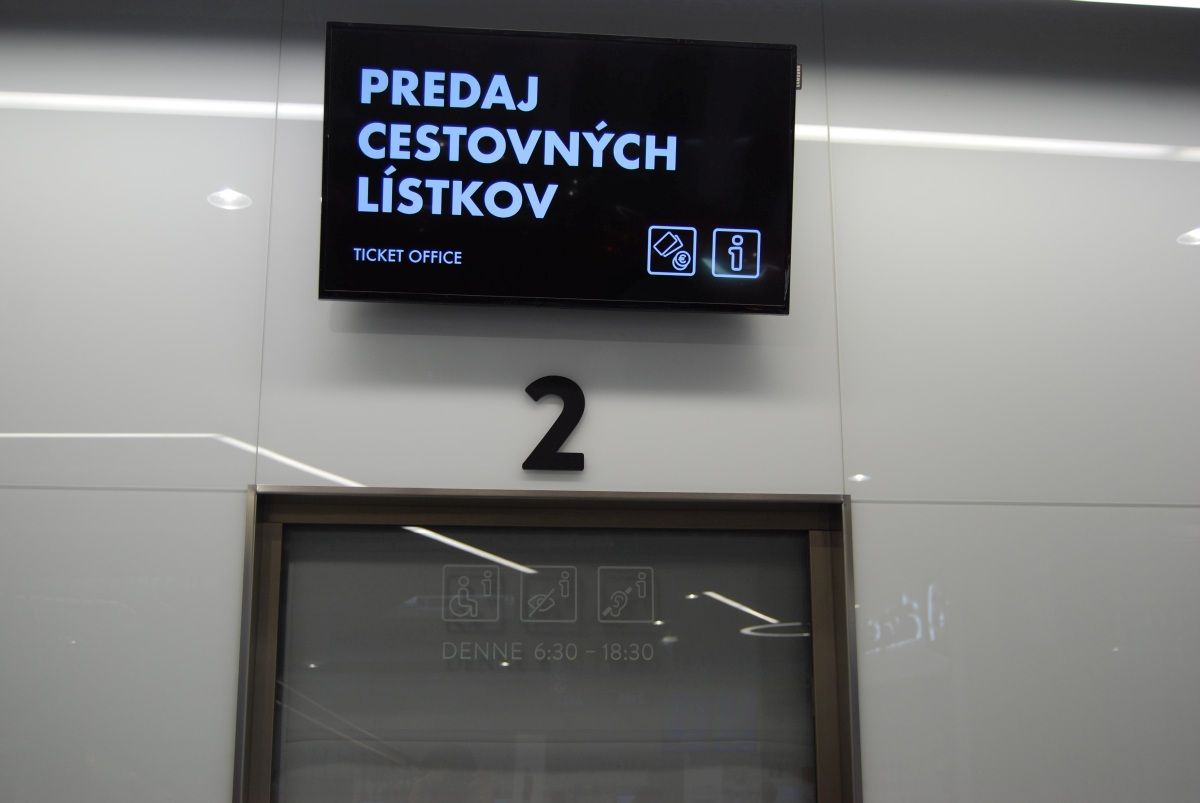 PREDAJ
CESTOVNÝCH
LÍSTKOV
TICKET OFFICE
2
DENNE 6:30 – 18:30